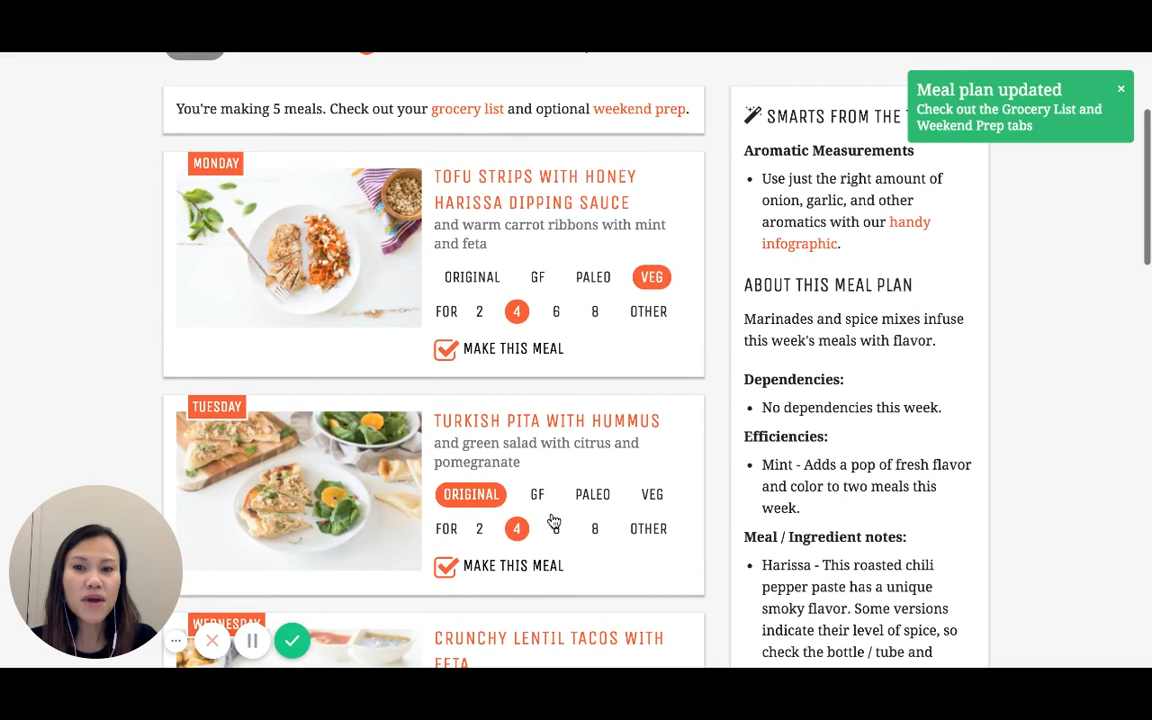 You're making 5 meals. Check out your grocery list and optional weekend prep.
MONDAY
TOFU STRIPS WITH HONEY
HARISSA DIPPING SAUCE
and warm carrot ribbons with mint
and feta
ORIGINAL GF PALEO VEG
FOR 2 4 6 8 OTHER
MAKE THIS MEAL
TUESDAY
TURKISH PITA WITH HUMMUS
and green salad with citrus and
pomegranate
ORIGINAL GF PALEO VEG
FOR 2 4 6 8 OTHER
MAKE THIS MEAL
WEDNESDAY
CRUNCHY LENTIL TACOS WITH
FETA
Meal plan updated ×
Check out the Grocery List and
Weekend Prep tabs
SMARTS FROM THE
Aromatic Measurements
• Use just the right amount of
onion, garlic, and other
aromatics with our handy
infographic.
ABOUT THIS MEAL PLAN
Marinades and spice mixes infuse
this week's meals with flavor.
Dependencies:
• No dependencies this week.
Efficiencies:
• Mint - Adds a pop of fresh flavor
and color to two meals this
week.
Meal / Ingredient notes:
• Harissa - This roasted chili
pepper paste has a unique
smoky flavor. Some versions
indicate their level of spice, so
check the bottle / tube and